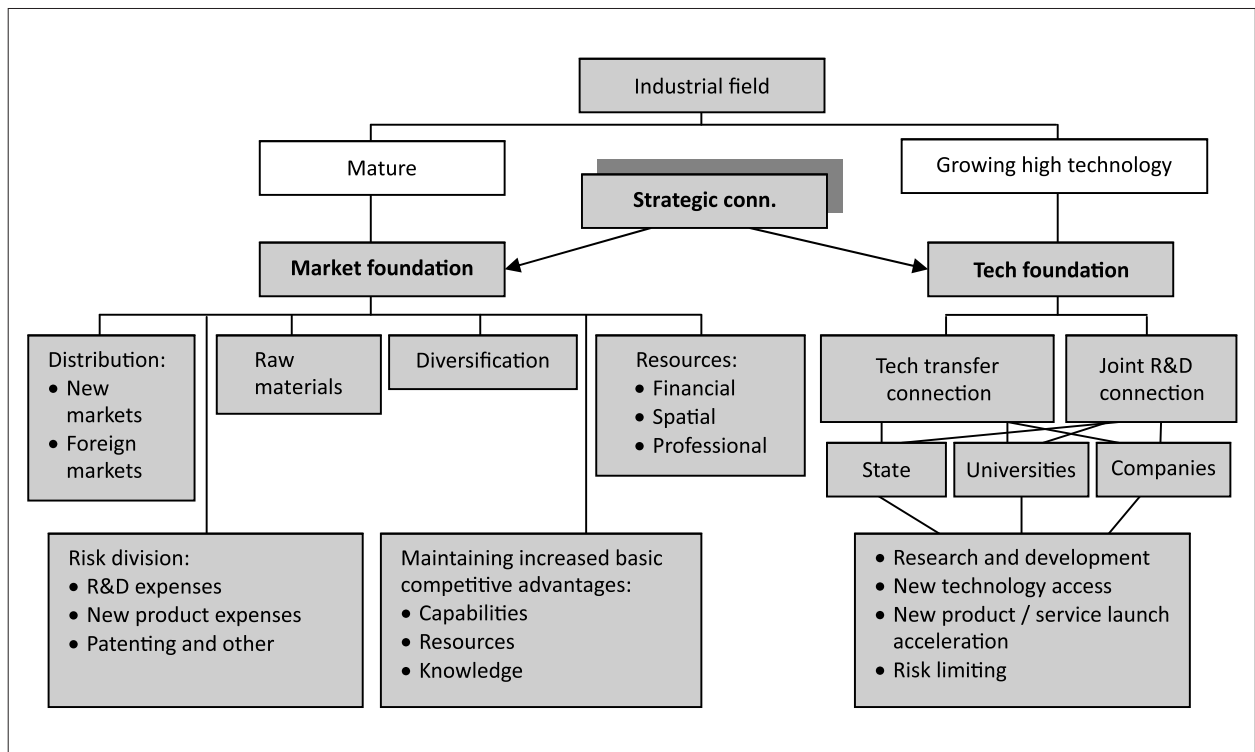 Industrial field
Mature
Growing high technology
Strategic conn.
Market foundation
Tech foundation
Distribution:
• New
markets
• Foreign
markets
Raw
materials
Diversification
Resources:
• Financial
• Spatial
• Professional
Tech transfer
connection
Joint R&D
connection
State
Universities
Companies
Risk division:
• R&D expenses
• New product expenses
• Patenting and other
Maintaining increased basic
competitive advantages:
• Capabilities
• Resources
• Knowledge
• Research and development
• New technology access
• New product / service launch
acceleration
• Risk limiting